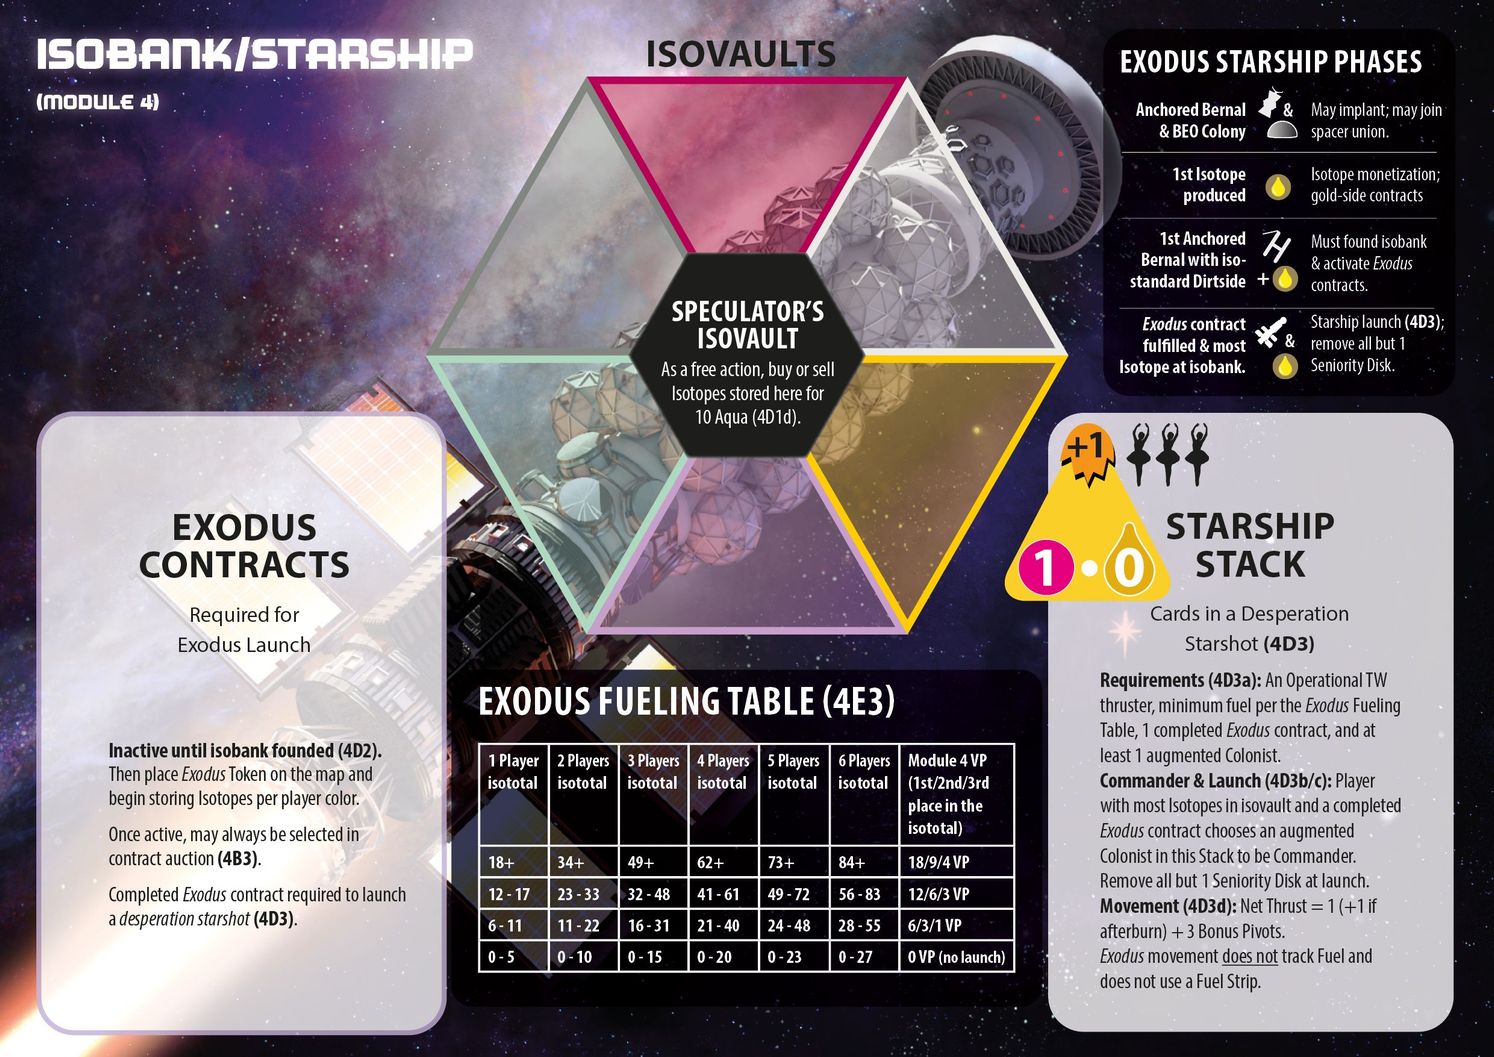 ISOBANK/STARSHIP
(MODULE 4)
ISOVAULTS
SPECULATOR'S
ISOVAULT
As a free action, buy or sell
Isotopes stored here for
10 Aqua (4D1d).
EXODUS STARSHIP PHASES
Anchored Bernal
& BEO Colony
&
May implant; may join
spacer union.
1st Isotope
produced
Isotope monetization;
gold-side contracts
1st Anchored
Bernal with iso-
standard Dirtside
+
Must found isobank
& activate Exodus
contracts.
Exodus contract
fulfilled & most
Isotope at isobank.
&
Starship launch (4D3);
remove all but 1
Seniority Disk.
EXODUS
CONTRACTS
Required for
Exodus Launch
Inactive until isobank founded (4D2).
Then place Exodus Token on the map and
begin storing Isotopes per player color.
Once active, may always be selected in
contract auction (4B3).
Completed Exodus contract required to launch
a desperation starshot (4D3).
EXODUS FUELING TABLE (4E3)
1 Player isototal 2 Players isototal 3 Players isototal 4 Players isototal 5 Players isototal 6 Players isototal Module 4 VP (1st/2nd/3rd place in the isototal)
18+ 34+ 49+ 62+ 73+ 84+ 18/9/4 VP
12 - 17 23 - 33 32 - 48 41 - 61 49 - 72 56 - 83 12/6/3 VP
6 - 11 11 - 22 16 - 31 21 - 40 24 - 48 28 - 55 6/3/1 VP
0 - 5 0 - 10 0 - 15 0 - 20 0 - 23 0 - 27 0 VP (no launch)
+1
1 • 0
STARSHIP
STACK
Cards in a Desperation
Starshot (4D3)
Requirements (4D3a): An Operational TW
thruster, minimum fuel per the Exodus Fueling
Table, 1 completed Exodus contract, and at
least 1 augmented Colonist.
Commander & Launch (4D3b/c): Player
with most Isotopes in isovault and a completed
Exodus contract chooses an augmented
Colonist in this Stack to be Commander.
Remove all but 1 Seniority Disk at launch.
Movement (4D3d): Net Thrust = 1 (+1 if
afterburn) + 3 Bonus Pivots.
Exodus movement does not track Fuel and
does not use a Fuel Strip.